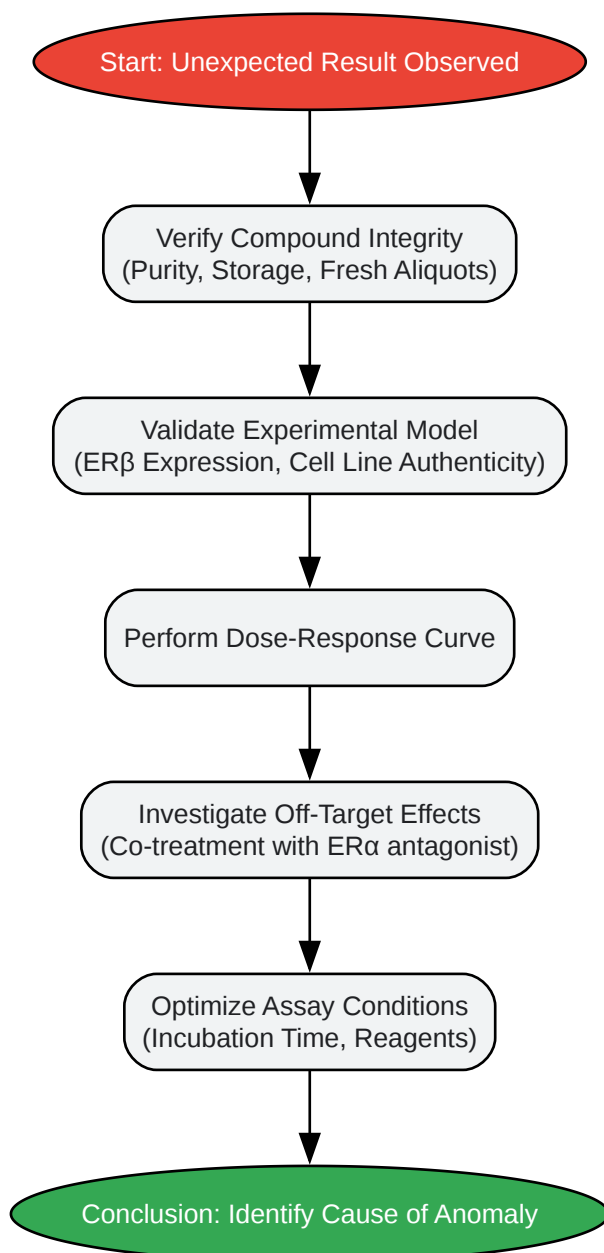 Start: Unexpected Result Observed
Verify Compound Integrity
(Purity, Storage, Fresh Aliquots)
Validate Experimental Model
(ERβ Expression, Cell Line Authenticity)
Perform Dose-Response Curve
Investigate Off-Target Effects
(Co-treatment with ERα antagonist)
Optimize Assay Conditions
(Incubation Time, Reagents)
Conclusion: Identify Cause of Anomaly